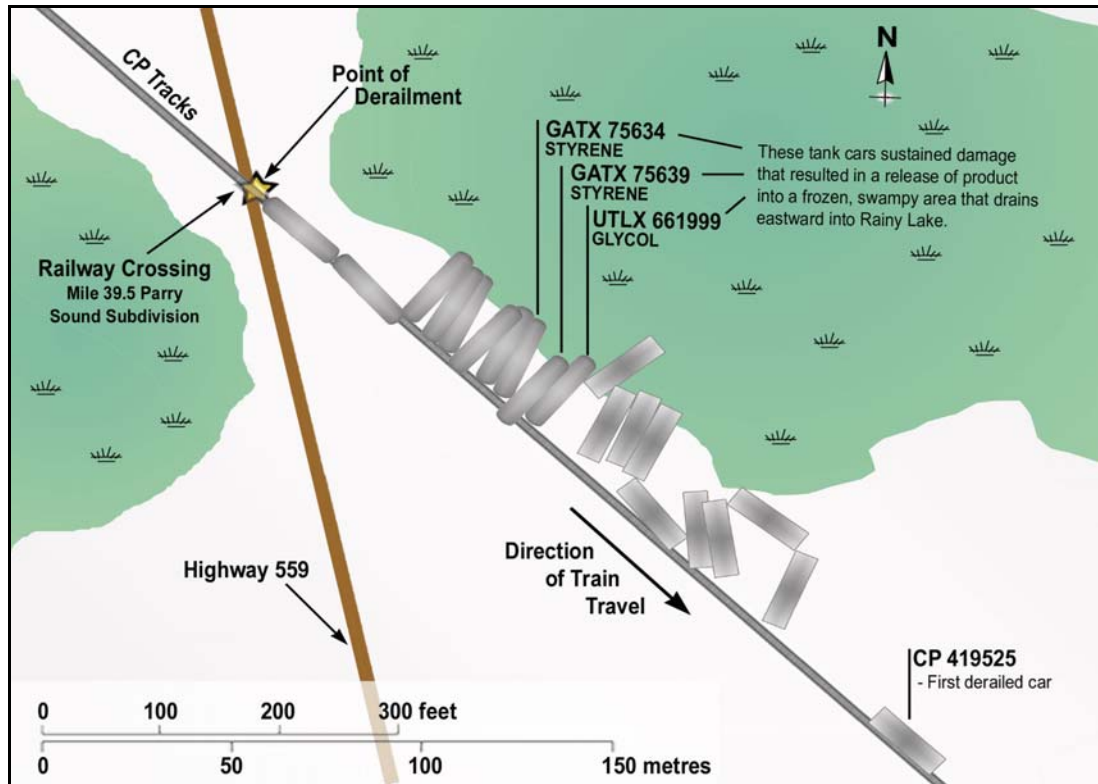 CP Tracks
Point of
Derailment
N
GATX 75634
STYRENE
GATX 75639
STYRENE
UTLX 661999
GLYCOL
These tank cars sustained damage
that resulted in a release of product
into a frozen, swampy area that drains
eastward into Rainy Lake.
Railway Crossing
Mile 39.5 Parry
Sound Subdivision
Highway 559
Direction
of Train
Travel
CP 419525
- First derailed car
0 100 200 300 feet
0 50 100 150 metres